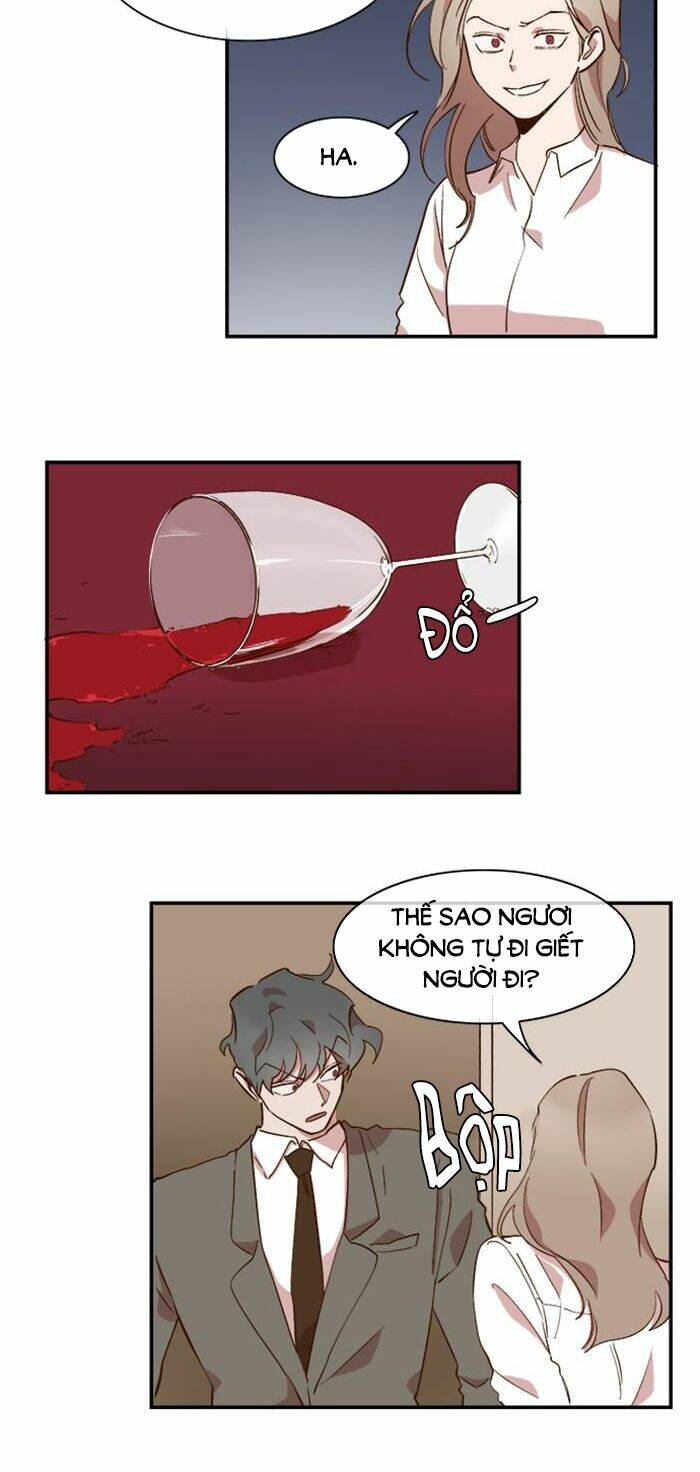 HA.
ĐỔ
THẾ SAO NGƯƠI
KHÔNG TỰ ĐI GIẾT
NGƯỜI ĐI?
BỘP